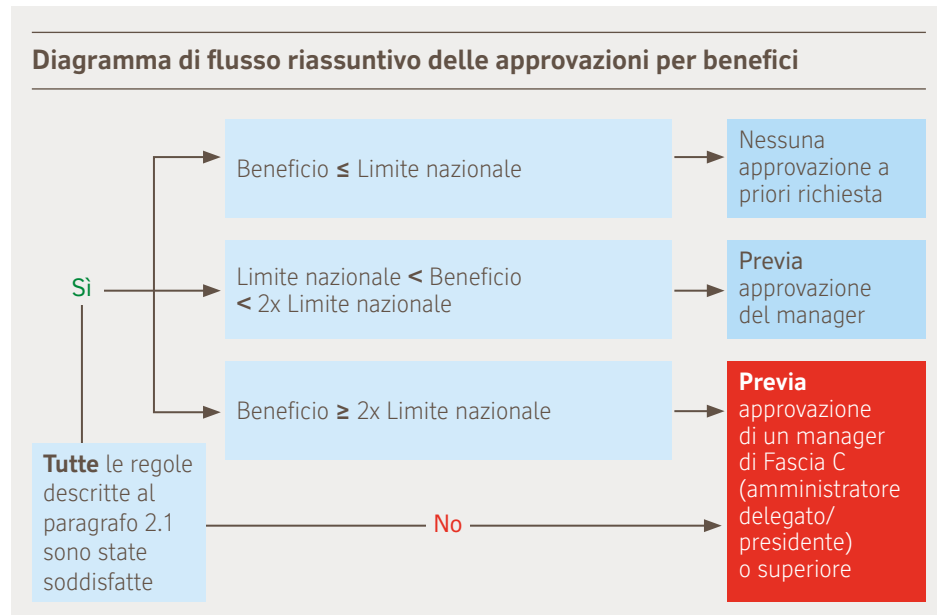 Diagramma di flusso riassuntivo delle approvazioni per benefici
Beneficio ≤ Limite nazionale
Nessuna
approvazione a
priori richiesta
Sì
Limite nazionale < Beneficio
< 2x Limite nazionale
Previa
approvazione
del manager
Beneficio ≥ 2x Limite nazionale
Previa
approvazione
di un manager
di Fascia C
(amministratore
delegato/
presidente)
o superiore
Tutte le regole
descritte al
paragrafo 2.1
sono state
soddisfatte
No